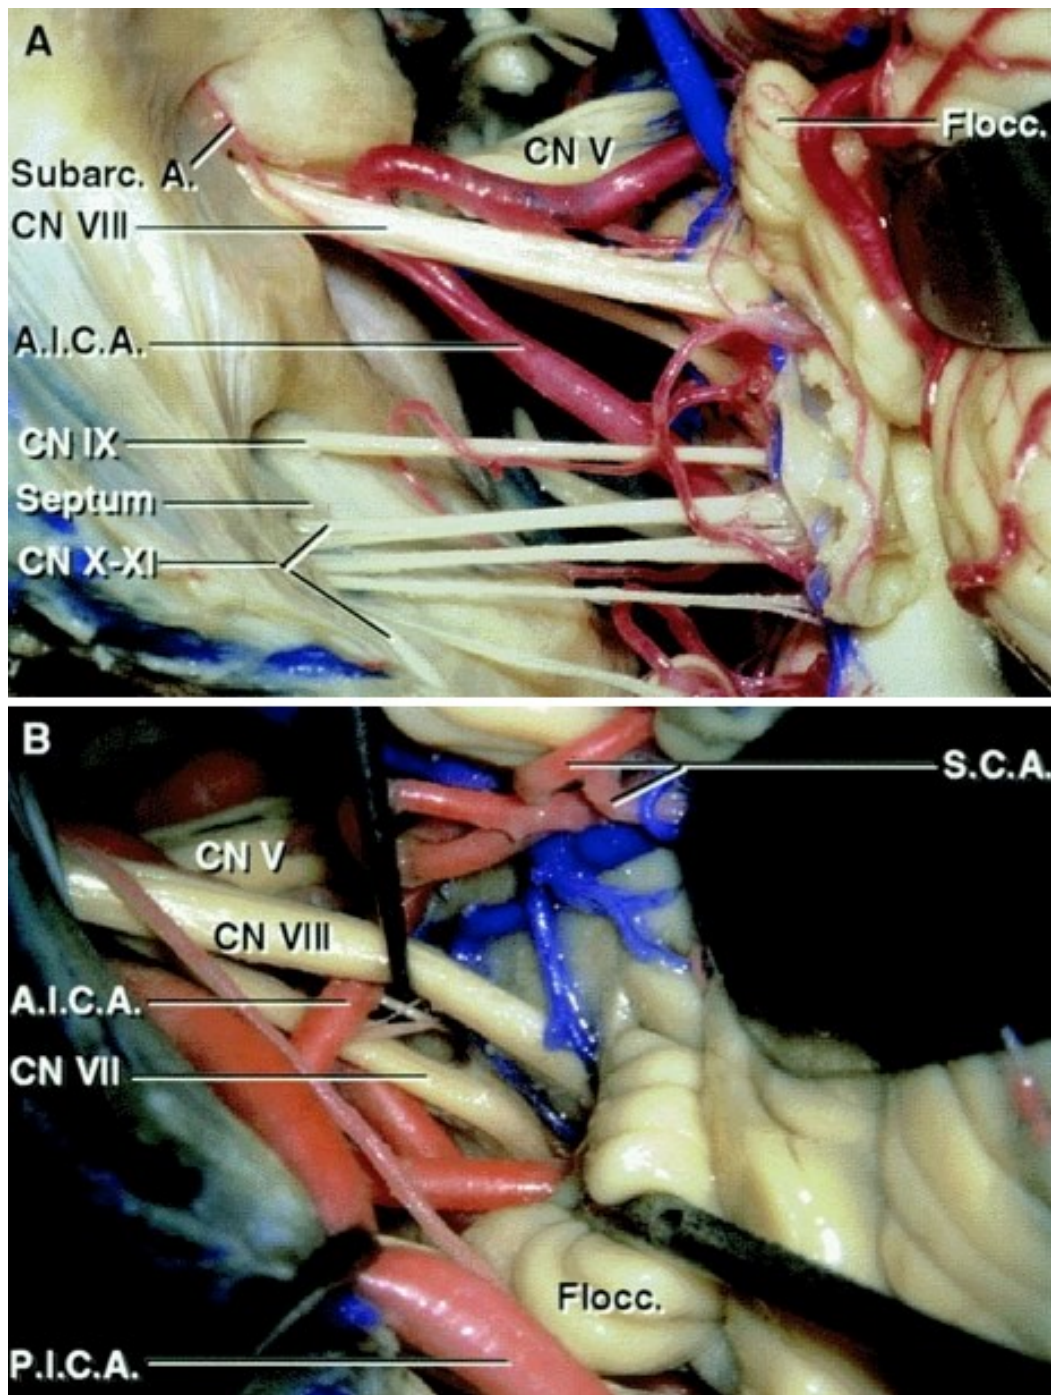 A
Flocc.
CN V
Subarc. A.
CN VIII
A.I.C.A.
CN IX
Septum
CN X-XI
B
S.C.A.
CN V
CN VIII
A.I.C.A.
CN VII
Flocc.
P.I.C.A.